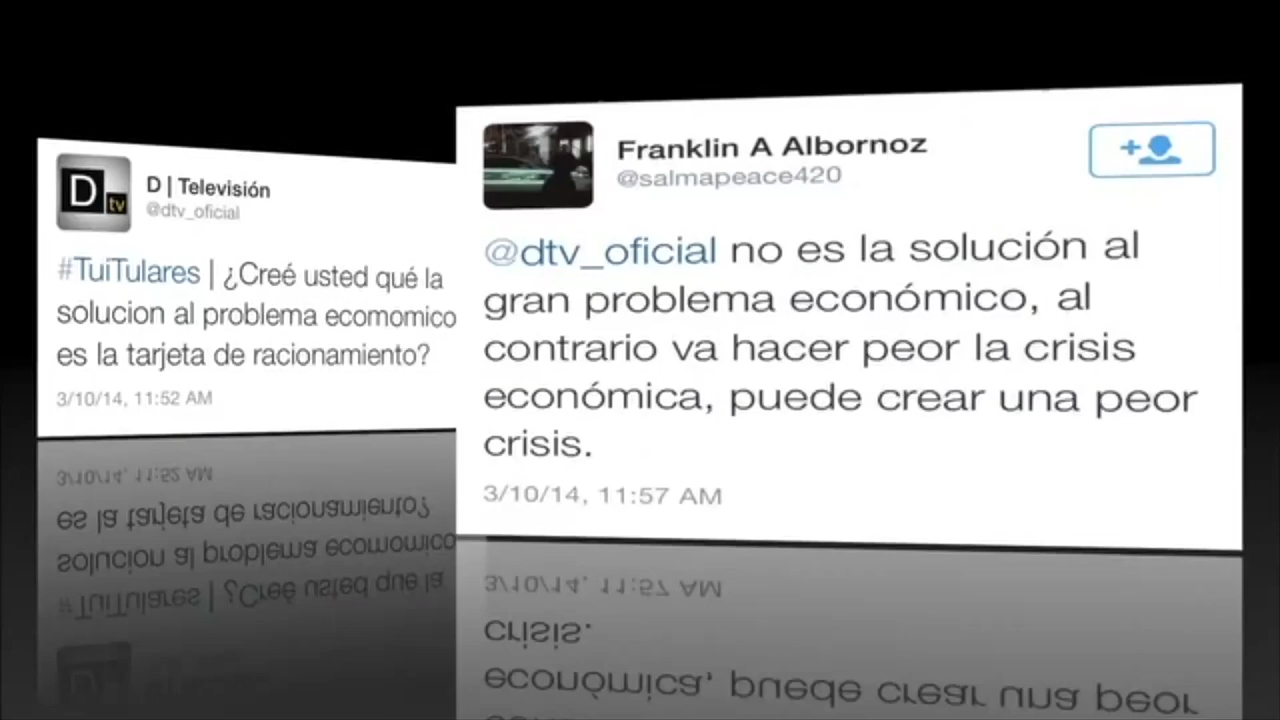 D tv
D | Televisión
@dtv_oficial
#TuiTulares | ¿Creé usted qué la
solucion al problema ecomomico
es la tarjeta de racionamiento?
3/10/14, 11:52 AM
Franklin A Albornoz
@salmapeace420
@dtv_oficial no es la solución al
gran problema económico, al
contrario va hacer peor la crisis
económica, puede crear una peor
crisis.
3/10/14, 11:57 AM